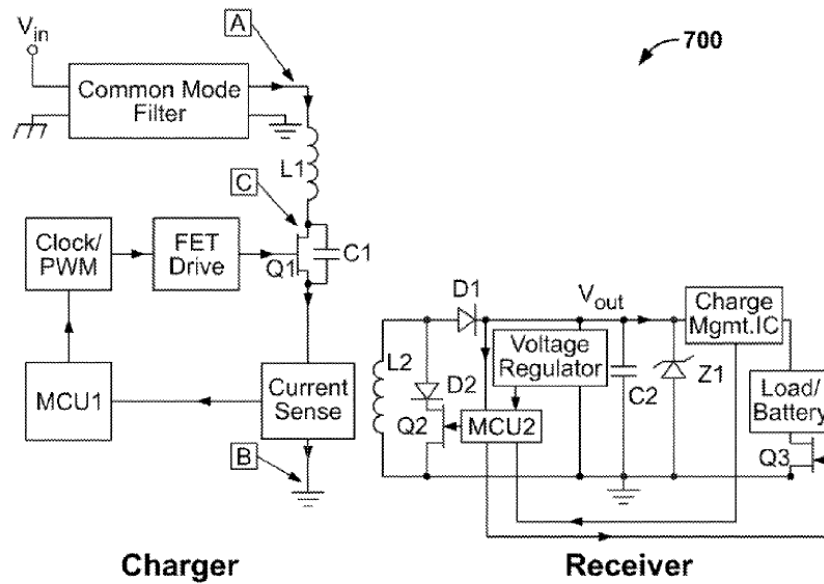 A
700
Vin
Common Mode
Filter
L1
C
Clock/
PWM
FET
Drive
Q1
C1
D1
Vout
Charge
Mgmt.IC
Voltage
Regulator
L2
D2
C2
Z1
MCU1
Current
Sense
Load/
Battery
Q2
MCU2
Q3
B
Charger
Receiver